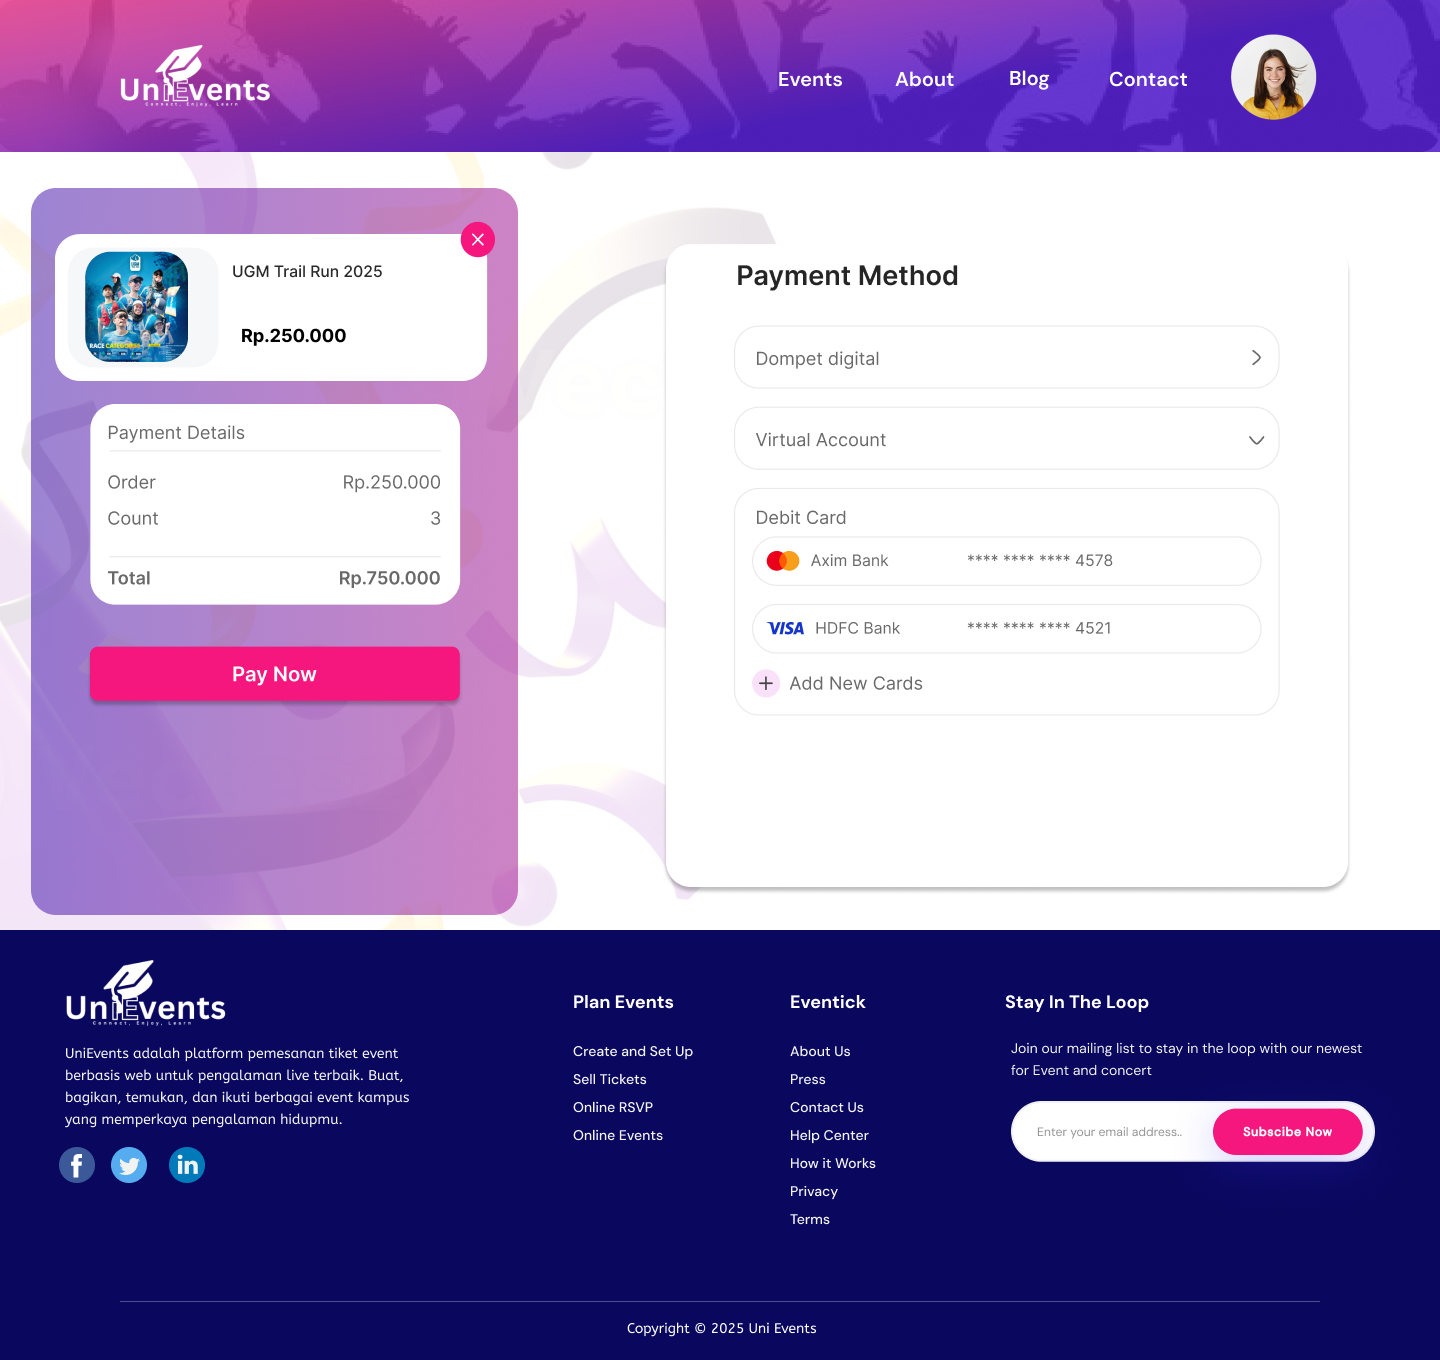 UniEvents
Connect, Enjoy, Learn
Events
About
Blog
Contact
UGM Trail Run 2025
RACE CATEGORY
Rp.250.000
Payment Details
Order Rp.250.000
Count 3
Total Rp.750.000
Pay Now
Payment Method
Dompet digital
Virtual Account
Debit Card
Axim Bank **** **** **** 4578
VISA HDFC Bank **** **** **** 4521
Add New Cards
UniEvents
Connect, Enjoy, Learn
UniEvents adalah platform pemesanan tiket event
berbasis web untuk pengalaman live terbaik. Buat,
bagikan, temukan, dan ikuti berbagai event kampus
yang memperkaya pengalaman hidupmu.
Plan Events
Create and Set Up
Sell Tickets
Online RSVP
Online Events
Eventick
About Us
Press
Contact Us
Help Center
How it Works
Privacy
Terms
Stay In The Loop
Join our mailing list to stay in the loop with our newest
for Event and concert
Enter your email address..
Subscibe Now
Copyright © 2025 Uni Events